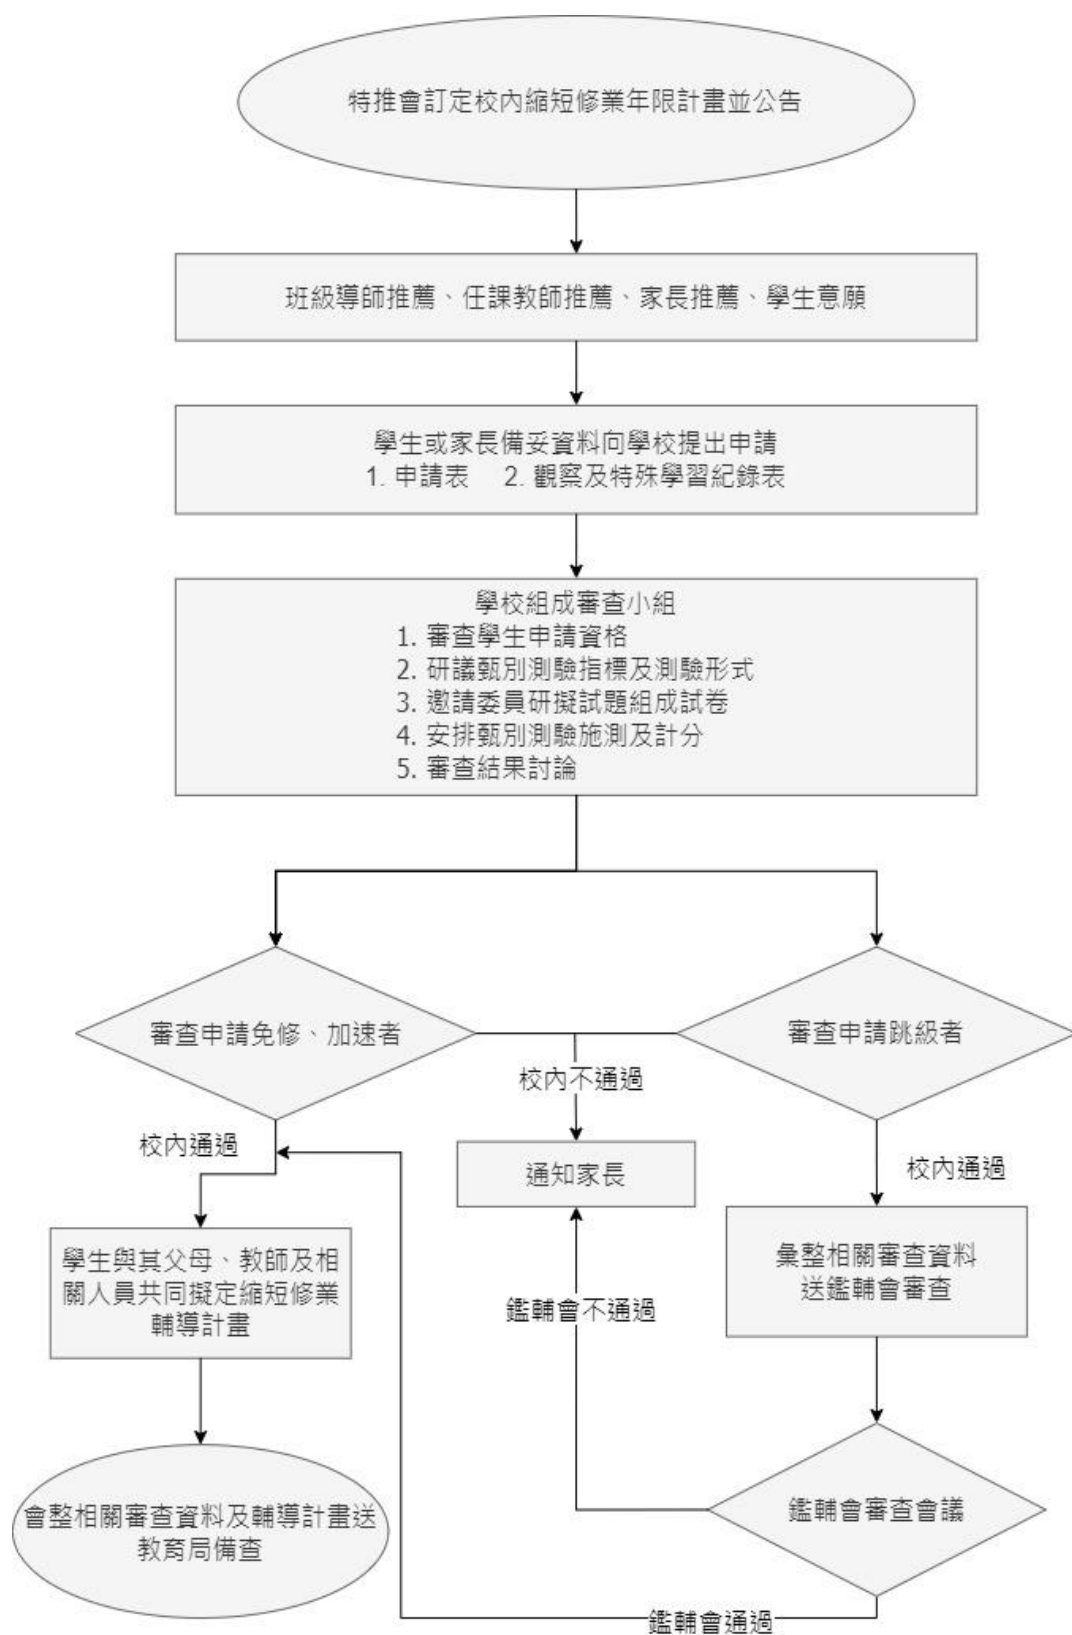 特推會訂定校內縮短修業年限計畫並公告
班級導師推薦、任課教師推薦、家長推薦、學生意願
學生或家長備妥資料向學校提出申請
1. 申請表 2. 觀察及特殊學習紀錄表
學校組成審查小組
1. 審查學生申請資格
2. 研議甄別測驗指標及測驗形式
3. 邀請委員研擬試題組成試卷
4. 安排甄別測驗施測及計分
5. 審查結果討論
審查申請免修、加速者
審查申請跳級者
校內不通過
校內通過
校內通過
通知家長
學生與其父母、教師及相
關人員共同擬定縮短修業
輔導計畫
彙整相關審查資料
送鑑輔會審查
鑑輔會不通過
會整相關審查資料及輔導計畫送
教育局備查
鑑輔會審查會議
鑑輔會通過